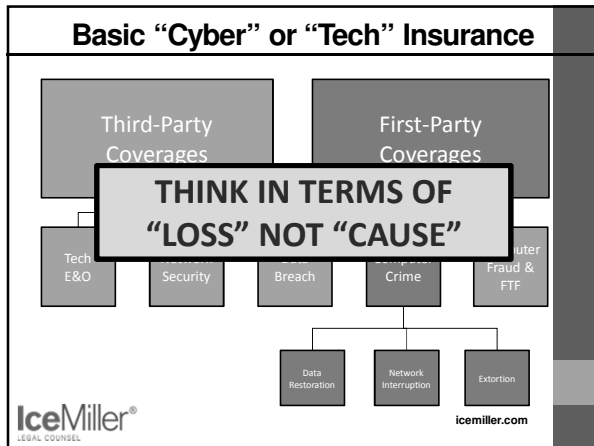 Basic “Cyber” or “Tech” Insurance
Third-Party
Coverages
First-Party
Coverages
THINK IN TERMS OF
“LOSS” NOT “CAUSE”
Tech
E&O
Security
Breach
Crime
Fraud &
FTF
Data
Restoration
Network
Interruption
Extortion
IceMiller®
LEGAL COUNSEL
icemiller.com